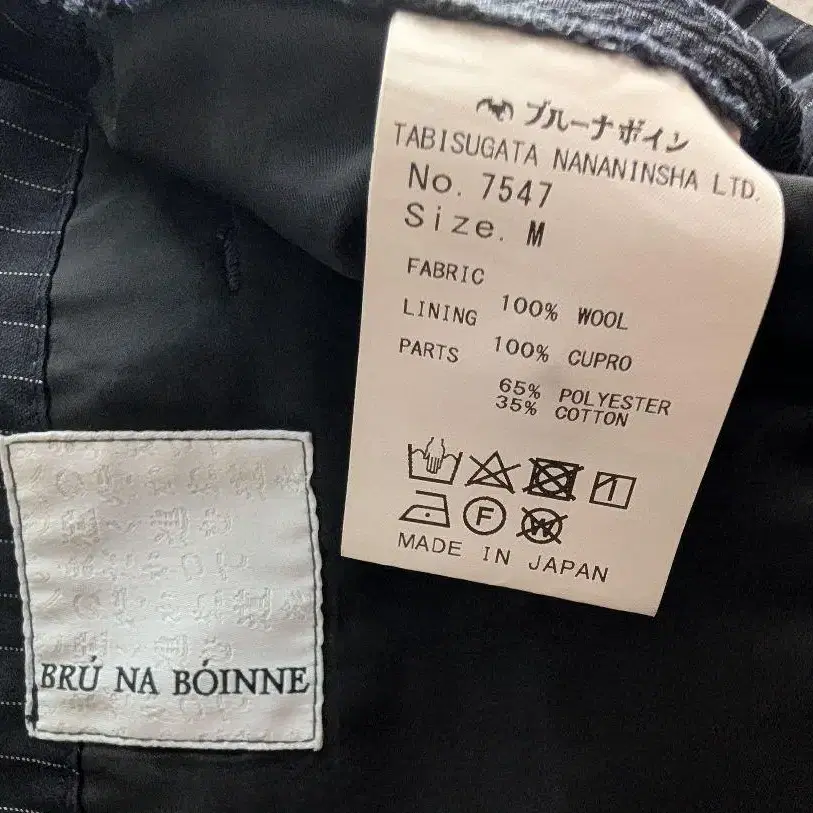 ブルーナボイン
TABISUGATA NANANINSHA LTD.
No. 7547
Size. M
FABRIC
100% WOOL
LINING
100% CUPRO
PARTS
65% POLYESTER
35% COTTON
F
W
MADE IN JAPAN
BRÚ NA BÓINNE